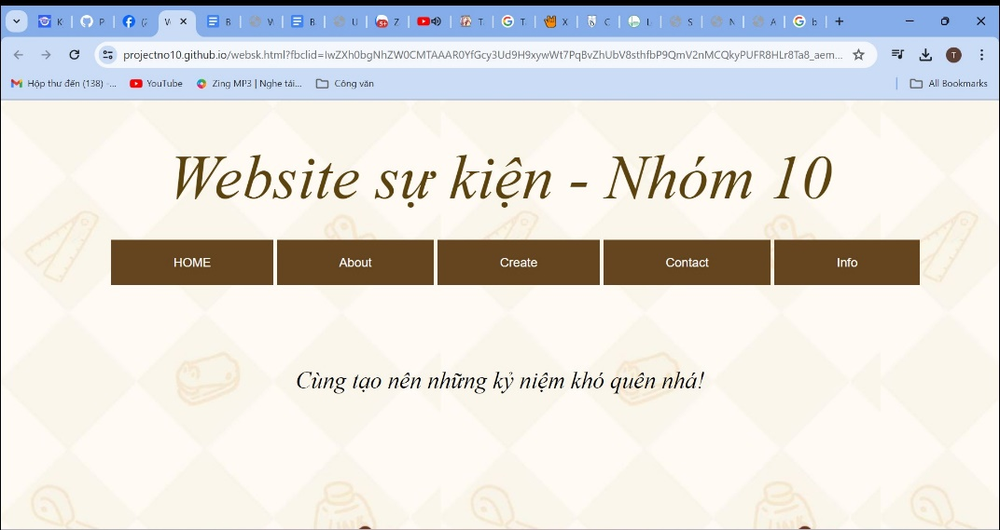 K
P
B
B
U
Z
T
T.
X
C
S
N
A
b
projectno10.github.io/websk.html?fbclid=IwZXh0bgNhZW0CMTAAAR0YfGcy3Ud9H9xywWt7PqBvZhUbV8sthfbP9QmV2nMCQkyPUFR8HLr8Ta8_aem...
T
Hộp thư đến (138) -...
YouTube
Zing MP3 | Nghe tải...
Công văn
All Bookmarks
Website sự kiện - Nhóm 10
HOME
About
Create
Contact
Info
Cùng tạo nên những kỷ niệm khó quên nhá!